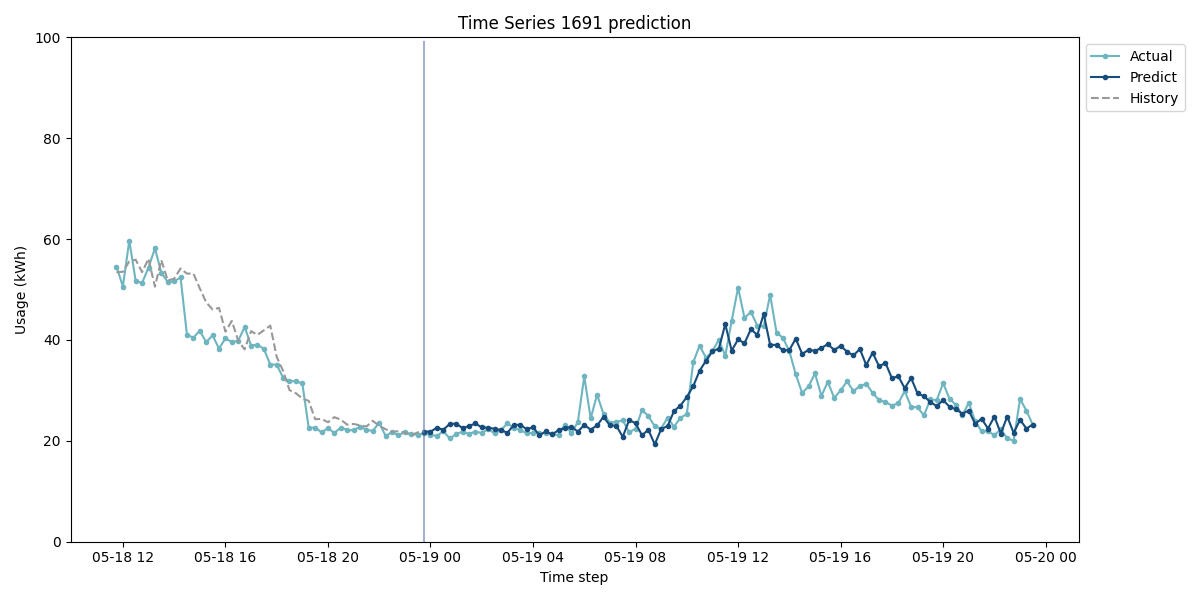 Time Series 1691 prediction
100
80
60
40
20
0
Usage (kWh)
05-18 12
05-18 16
05-18 20
05-19 00
05-19 04
05-19 08
05-19 12
05-19 16
05-19 20
05-20 00
Time step
Actual
Predict
History